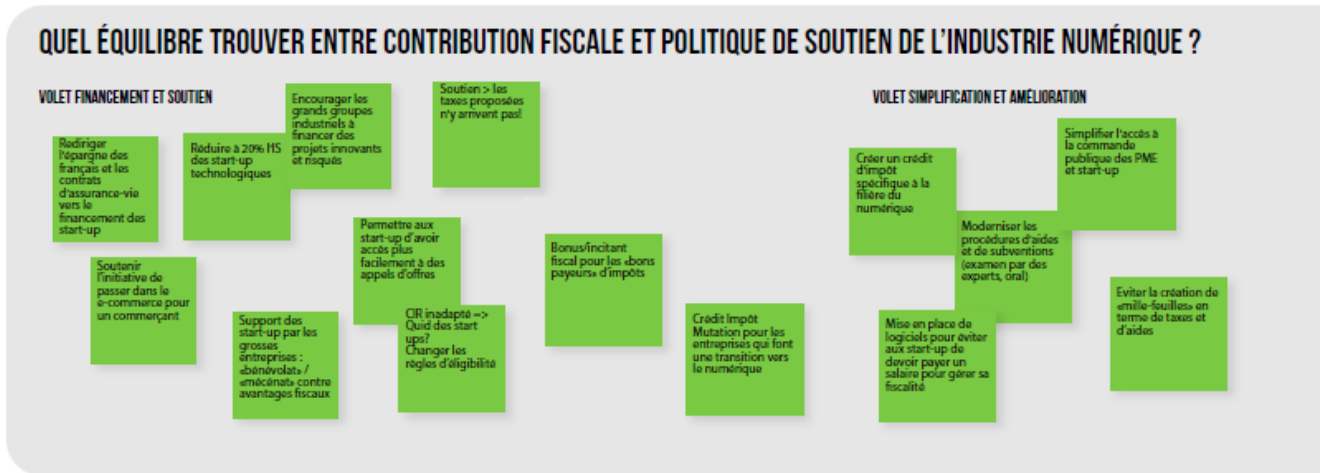 QUEL ÉQUILIBRE TROUVER ENTRE CONTRIBUTION FISCALE ET POLITIQUE DE SOUTIEN DE L'INDUSTRIE NUMÉRIQUE ?
VOLET FINANCEMENT ET SOUTIEN
Rediriger
l'épargne des
français et les
contrats
d'assurance-vie
vers le
financement des
start-up
Réduire à 20% HS
des start-up
technologiques
Encourager les
grands groupes
industriels à
financer des
projets innovants
et risqués
Soutien > les
taxes proposées
n'y arrivent pas!
Soutenir
l'initiative de
passer dans le
e-commerce pour
un commerçant
Support des
start-up par les
grosses
entreprises :
«bénévolat» /
«mécénat» contre
avantages fiscaux
Permettre aux
start-up d'avoir
accès plus
facilement à des
appels d'offres
CIR inadapté =>
Quid des start
ups?
Changer les
règles d'éligibilité
Bonus/incitant
fiscal pour les «bons
payeurs» d'impôts
Crédit Impôt
Mutation pour les
entreprises qui font
une transition vers
le numérique
VOLET SIMPLIFICATION ET AMÉLIORATION
Créer un crédit
d'impôt
spécifique à la
filière du
numérique
Simplifier l'accès à
la commande
publique des PME
et start-up
Moderniser les
procédures d'aides
et de subventions
(examen par des
experts, oral)
Mise en place de
logiciels pour éviter
aux start-up de
devoir payer un
salaire pour gérer sa
fiscalité
Eviter la création de
«mille-feuilles» en
terme de taxes et
d'aides